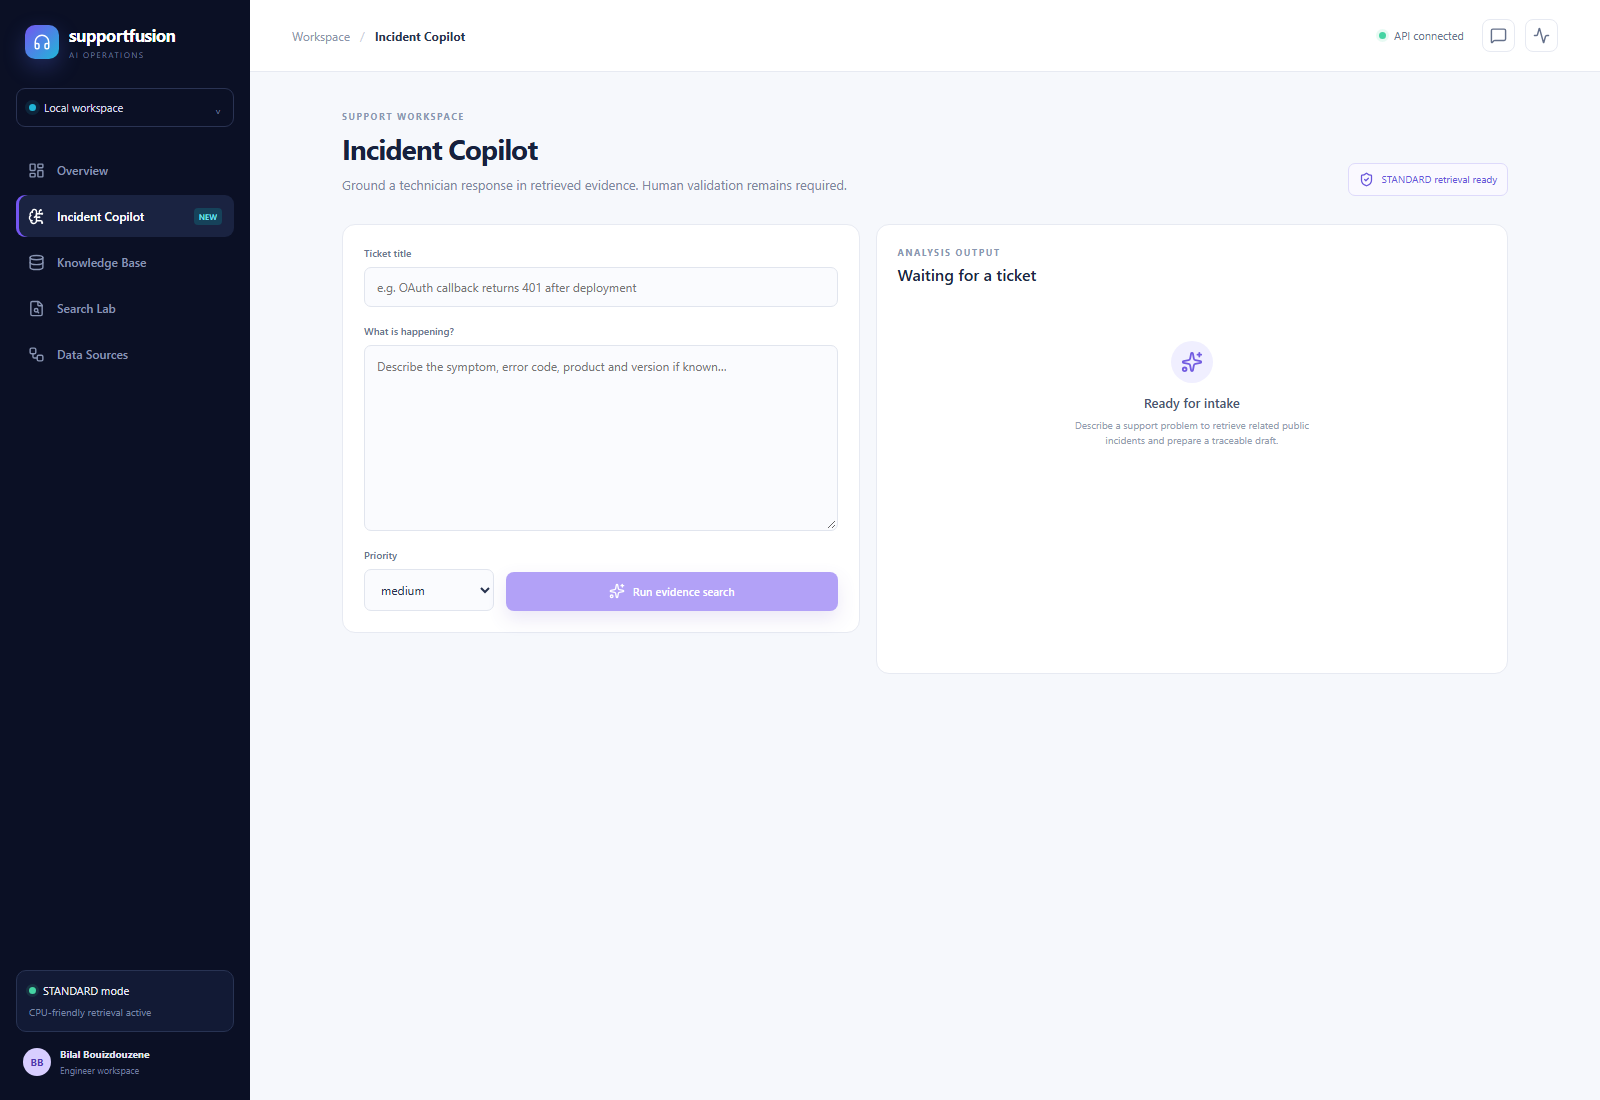 supportfusion
AI OPERATIONS
Local workspace
Overview
Incident Copilot NEW
Knowledge Base
Search Lab
Data Sources
STANDARD mode
CPU-friendly retrieval active
BB
Bilal Bouizdouzene
Engineer workspace
Workspace / Incident Copilot
API connected
SUPPORT WORKSPACE
Incident Copilot
Ground a technician response in retrieved evidence. Human validation remains required.
STANDARD retrieval ready
Ticket title
e.g. OAuth callback returns 401 after deployment
What is happening?
Describe the symptom, error code, product and version if known...
Priority
medium
Run evidence search
ANALYSIS OUTPUT
Waiting for a ticket
Ready for intake
Describe a support problem to retrieve related public
incidents and prepare a traceable draft.